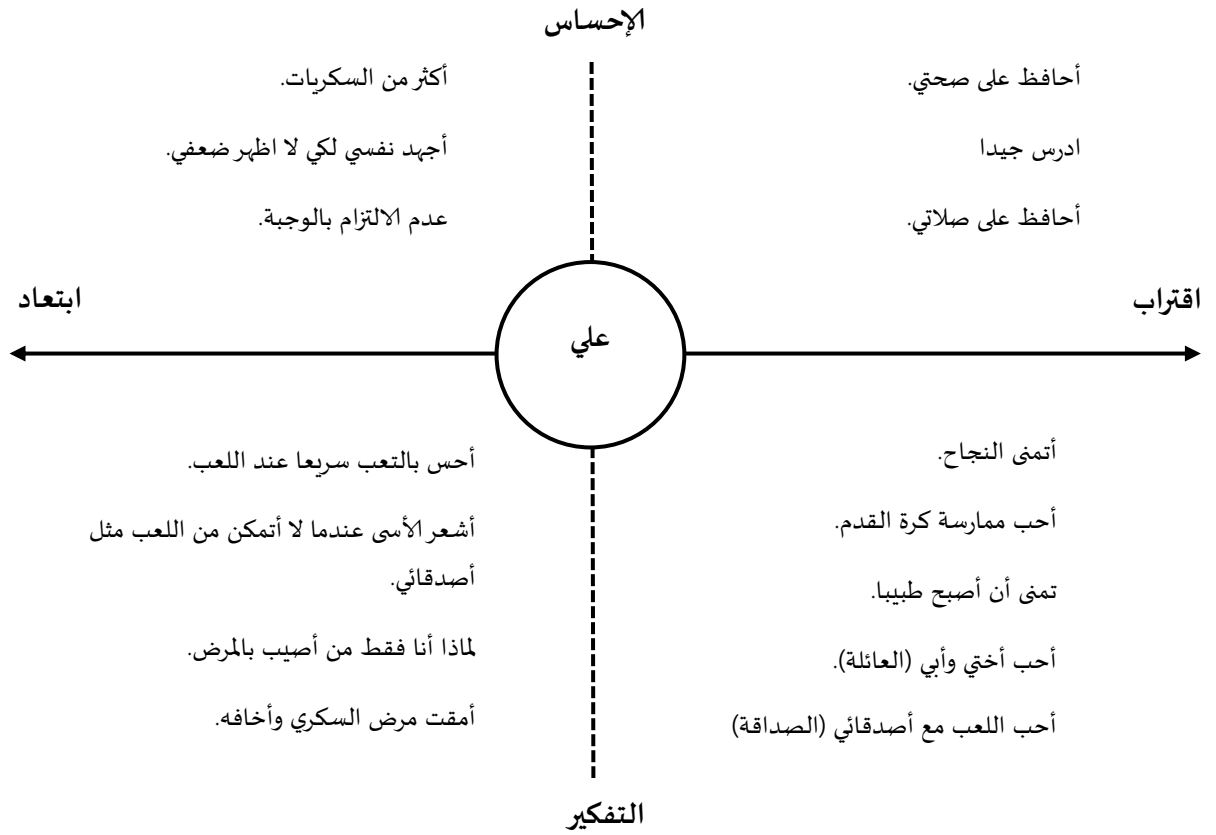 الإحساس
أحافظ على صحتي.
أكثر من السكريات.
ادرس جيدا
أجهد نفسي لكي لا اظهر ضعفي.
أحافظ على صلاتي.
عدم الالتزام بالوجبة.
اقتراب
ابتعاد
علي
أتمنى النجاح.
أحب ممارسة كرة القدم.
تمنى أن أصبح طبيبا.
أحب أختي وأبي (العائلة).
أحب اللعب مع أصدقائي (الصداقة)
أحس بالتعب سريعا عند اللعب.
أشعر الأسى عندما لا أتمكن من اللعب مثل
أصدقائي.
لماذا أنا فقط من أصيب بالمرض.
أمقت مرض السكري وأخافه.
التفكير